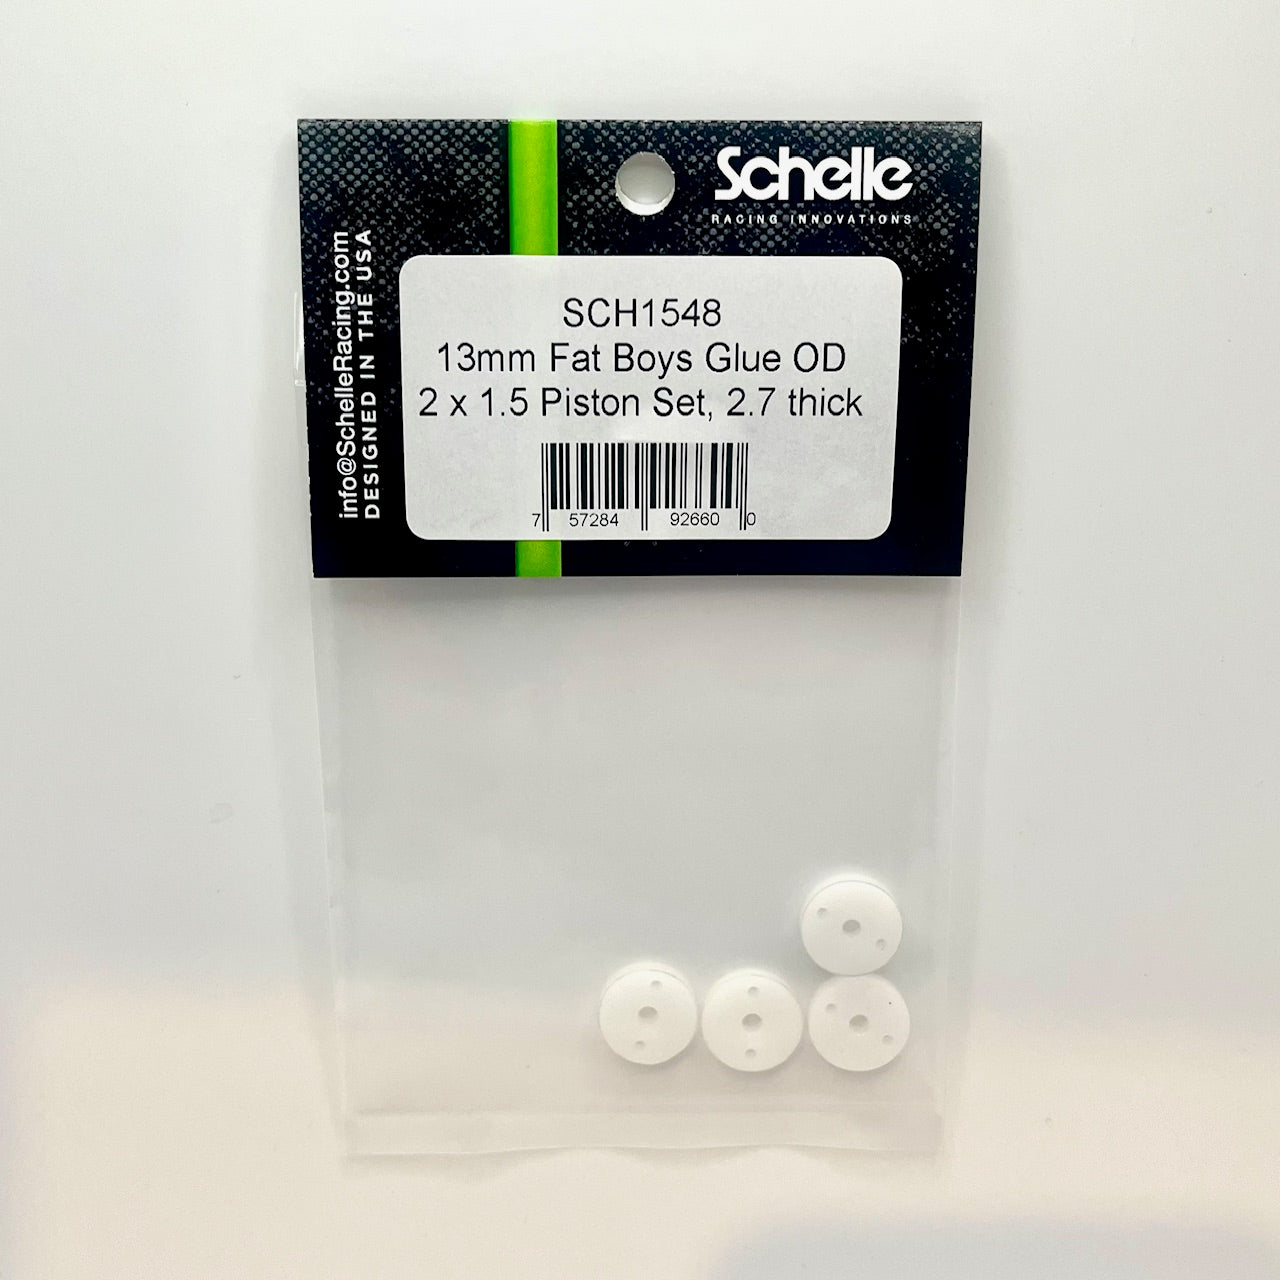 Schelle
RACING INNOVATIONS
info@SchelleRacing.com
DESIGNED IN THE USA
SCH1548
13mm Fat Boys Glue OD
2 x 1.5 Piston Set, 2.7 thick
7 57284 92660 0